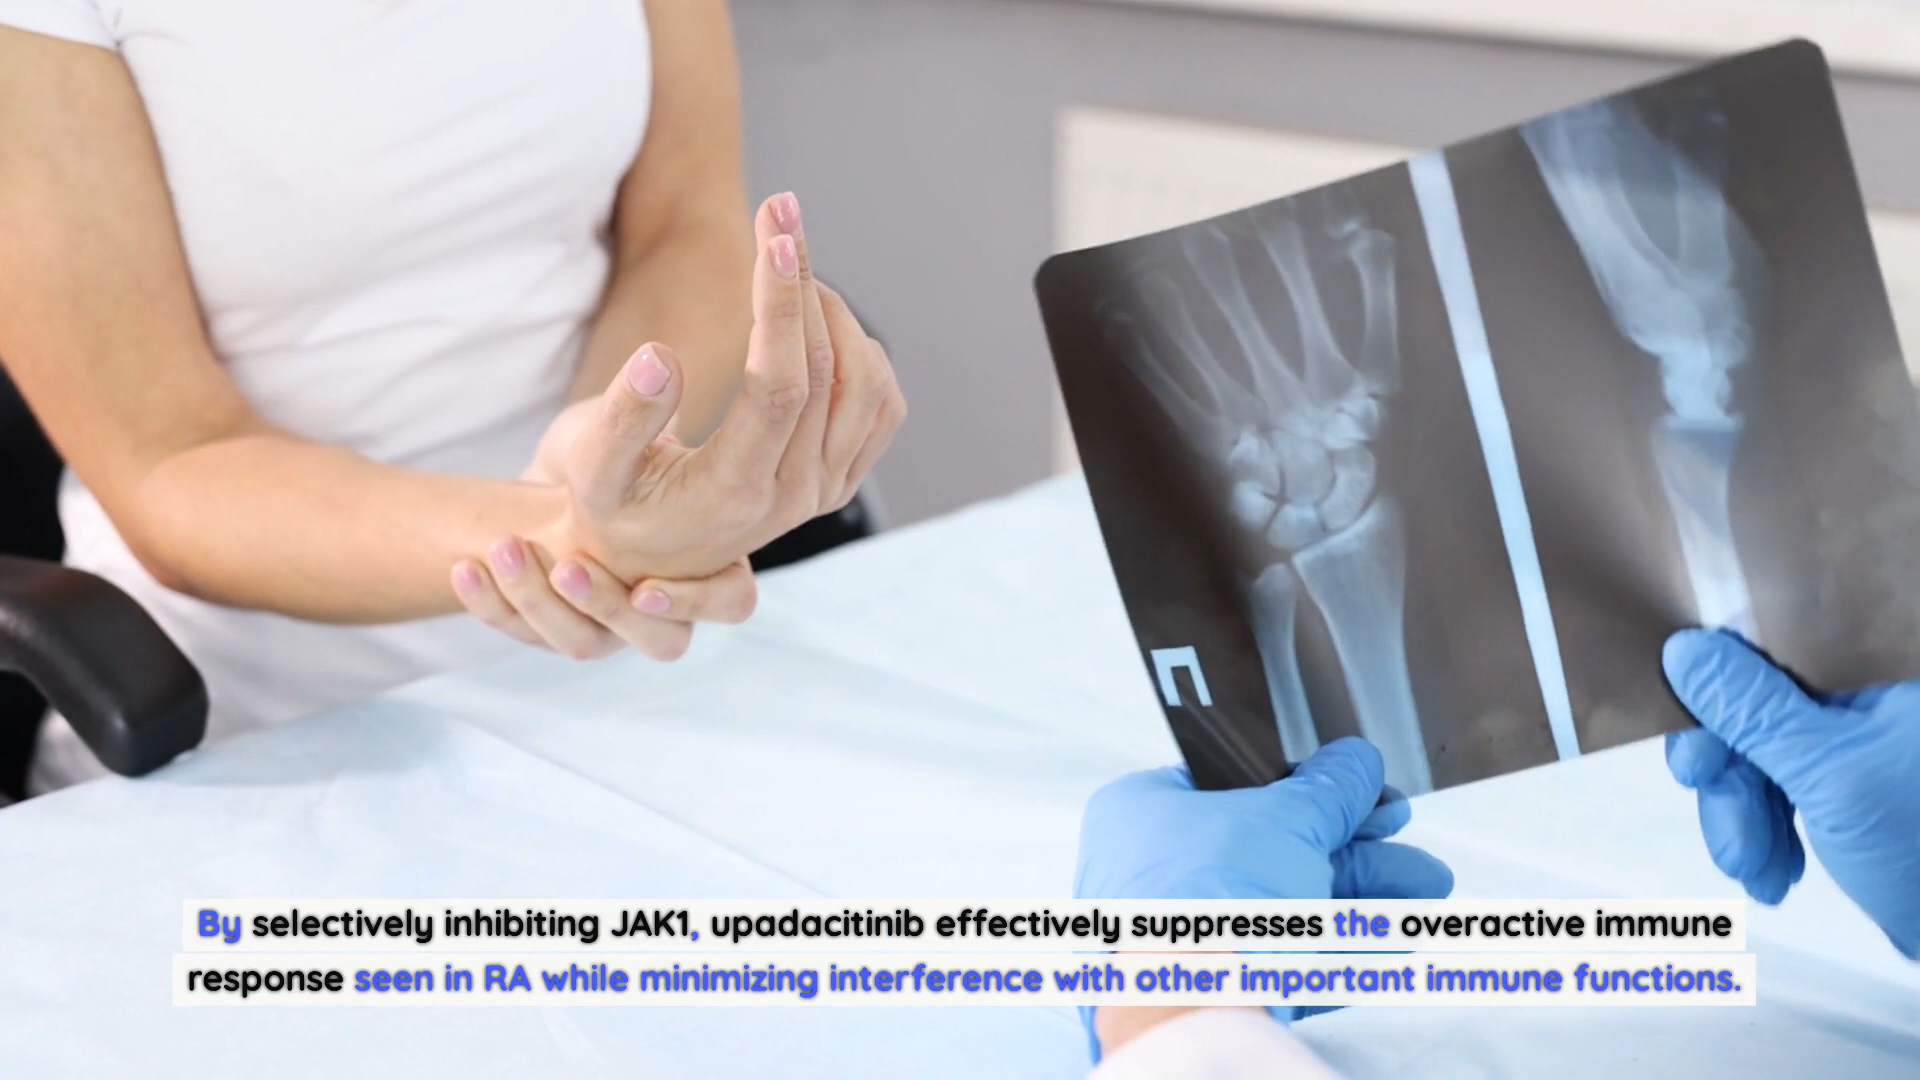 By selectively inhibiting JAK1, upadacitinib effectively suppresses the overactive immune
response seen in RA while minimizing interference with other important immune functions.